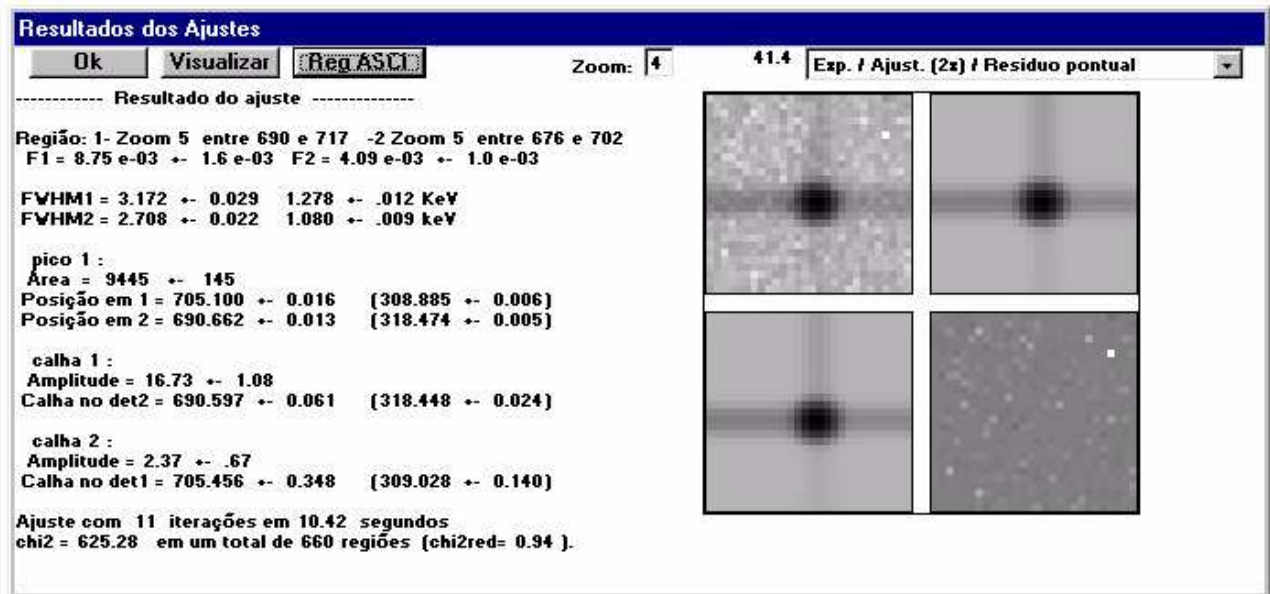 Resultados dos Ajustes
Ok Visualizar Reg ASCI Zoom: 4 41.4 Exp. / Ajust. (2x) / Resíduo pontual
------------ Resultado do ajuste --------------
Região: 1- Zoom 5 entre 690 e 717 -2 Zoom 5 entre 676 e 702
F1 = 8.75 e-03 +- 1.6 e-03 F2 = 4.09 e-03 +- 1.0 e-03
FWHM1 = 3.172 +- 0.029 1.278 +- .012 KeV
FWHM2 = 2.708 +- 0.022 1.080 +- .009 keV
pico 1 :
Área = 9445 +- 145
Posição em 1 = 705.100 +- 0.016 (308.885 +- 0.006)
Posição em 2 = 690.662 +- 0.013 (318.474 +- 0.005)
calha 1 :
Amplitude = 16.73 +- 1.08
Calha no det2 = 690.597 +- 0.061 (318.448 +- 0.024)
calha 2 :
Amplitude = 2.37 +- .67
Calha no det1 = 705.456 +- 0.348 (309.028 +- 0.140)
Ajuste com 11 iterações em 10.42 segundos
chi2 = 625.28 em um total de 660 regiões (chi2red= 0.94 ).